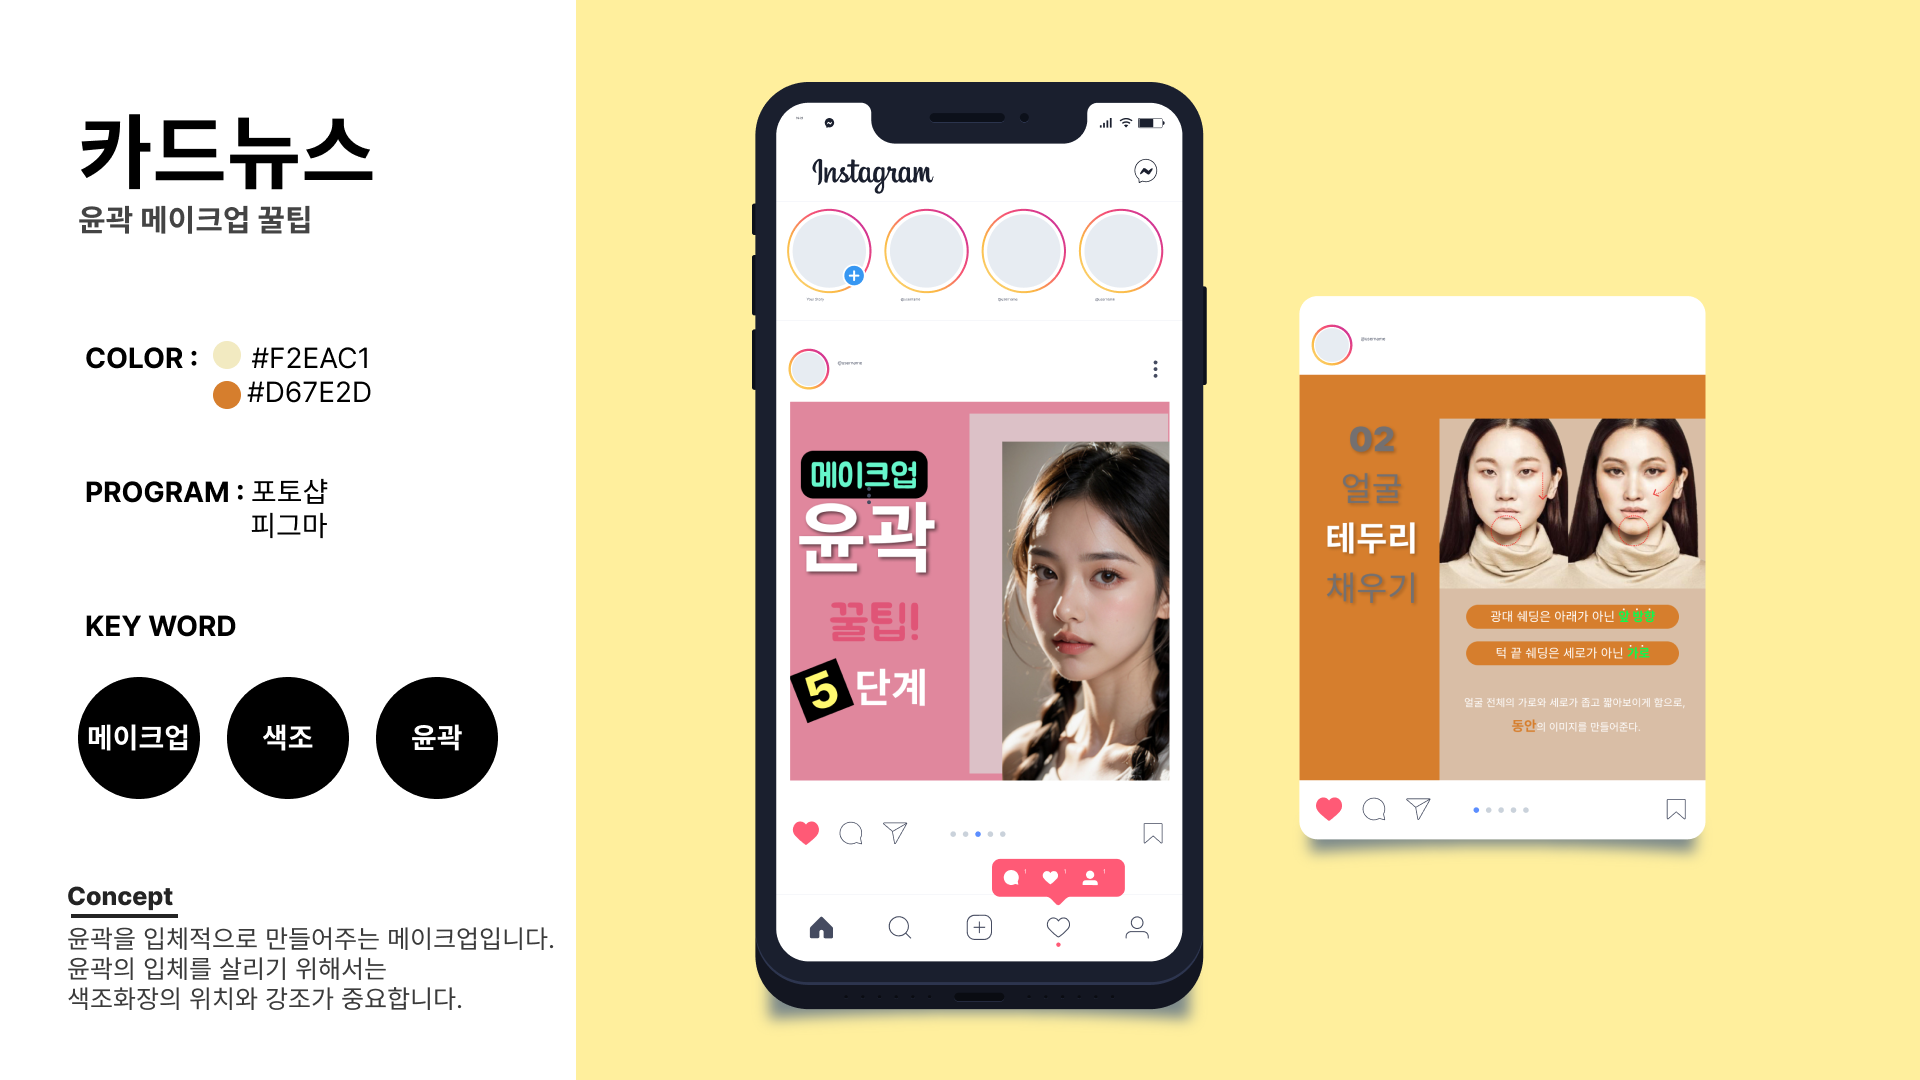 카드뉴스
윤곽 메이크업 꿀팁
COLOR : #F2EAC1
#D67E2D
PROGRAM : 포토샵
피그마
KEY WORD
메이크업
색조
윤곽
Concept
윤곽을 입체적으로 만들어주는 메이크업입니다.
윤곽의 입체를 살리기 위해서는
색조화장의 위치와 강조가 중요합니다.
Instagram
Your Story
@username
@username
@username
@username
메이크업
윤곽
꿀팁!
5 단계
@username
02
얼굴
테두리
채우기
광대 쉐딩은 아래가 아닌
턱 끝 쉐딩은 세로가 아닌 가로
얼굴 전체의 가로와 세로가 좁고 짧아보이게 함으로,
동안의 이미지를 만들어준다.